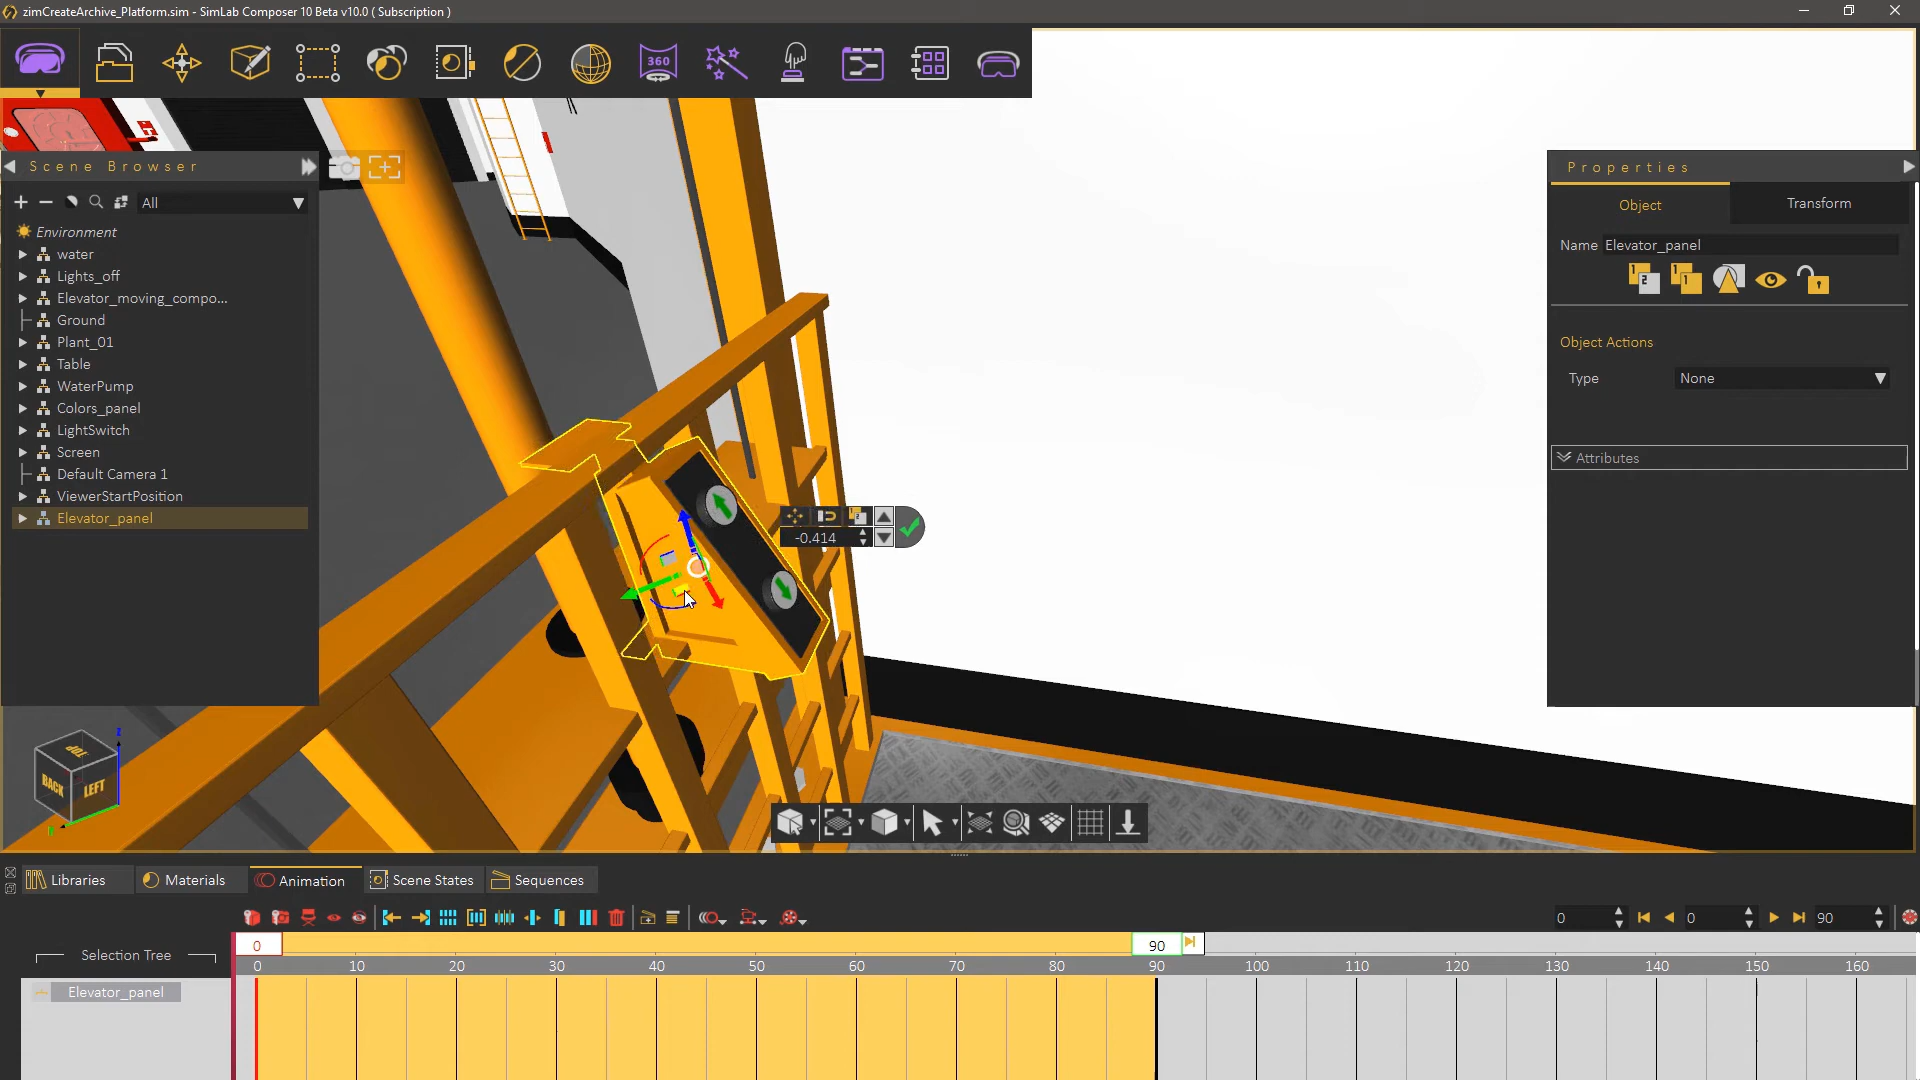 zimCreateArchive_Platform.sim - SimLab Composer 10 Beta v10.0 ( Subscription )
360
Scene Browser
All
Environment
water
Lights_off
Elevator_moving_compo...
Ground
Plant_01
Table
WaterPump
Colors_panel
LightSwitch
Screen
Default Camera 1
ViewerStartPosition
Elevator_panel
-0.414
TOP
BACK
LEFT
Properties
Object
Transform
Name Elevator_panel
Object Actions
Type None
Attributes
Libraries
Materials
Animation
Scene States
Sequences
0 0 90
Selection Tree
0 90
0 10 20 30 40 50 60 70 80 90 100 110 120 130 140 150 160
Elevator_panel